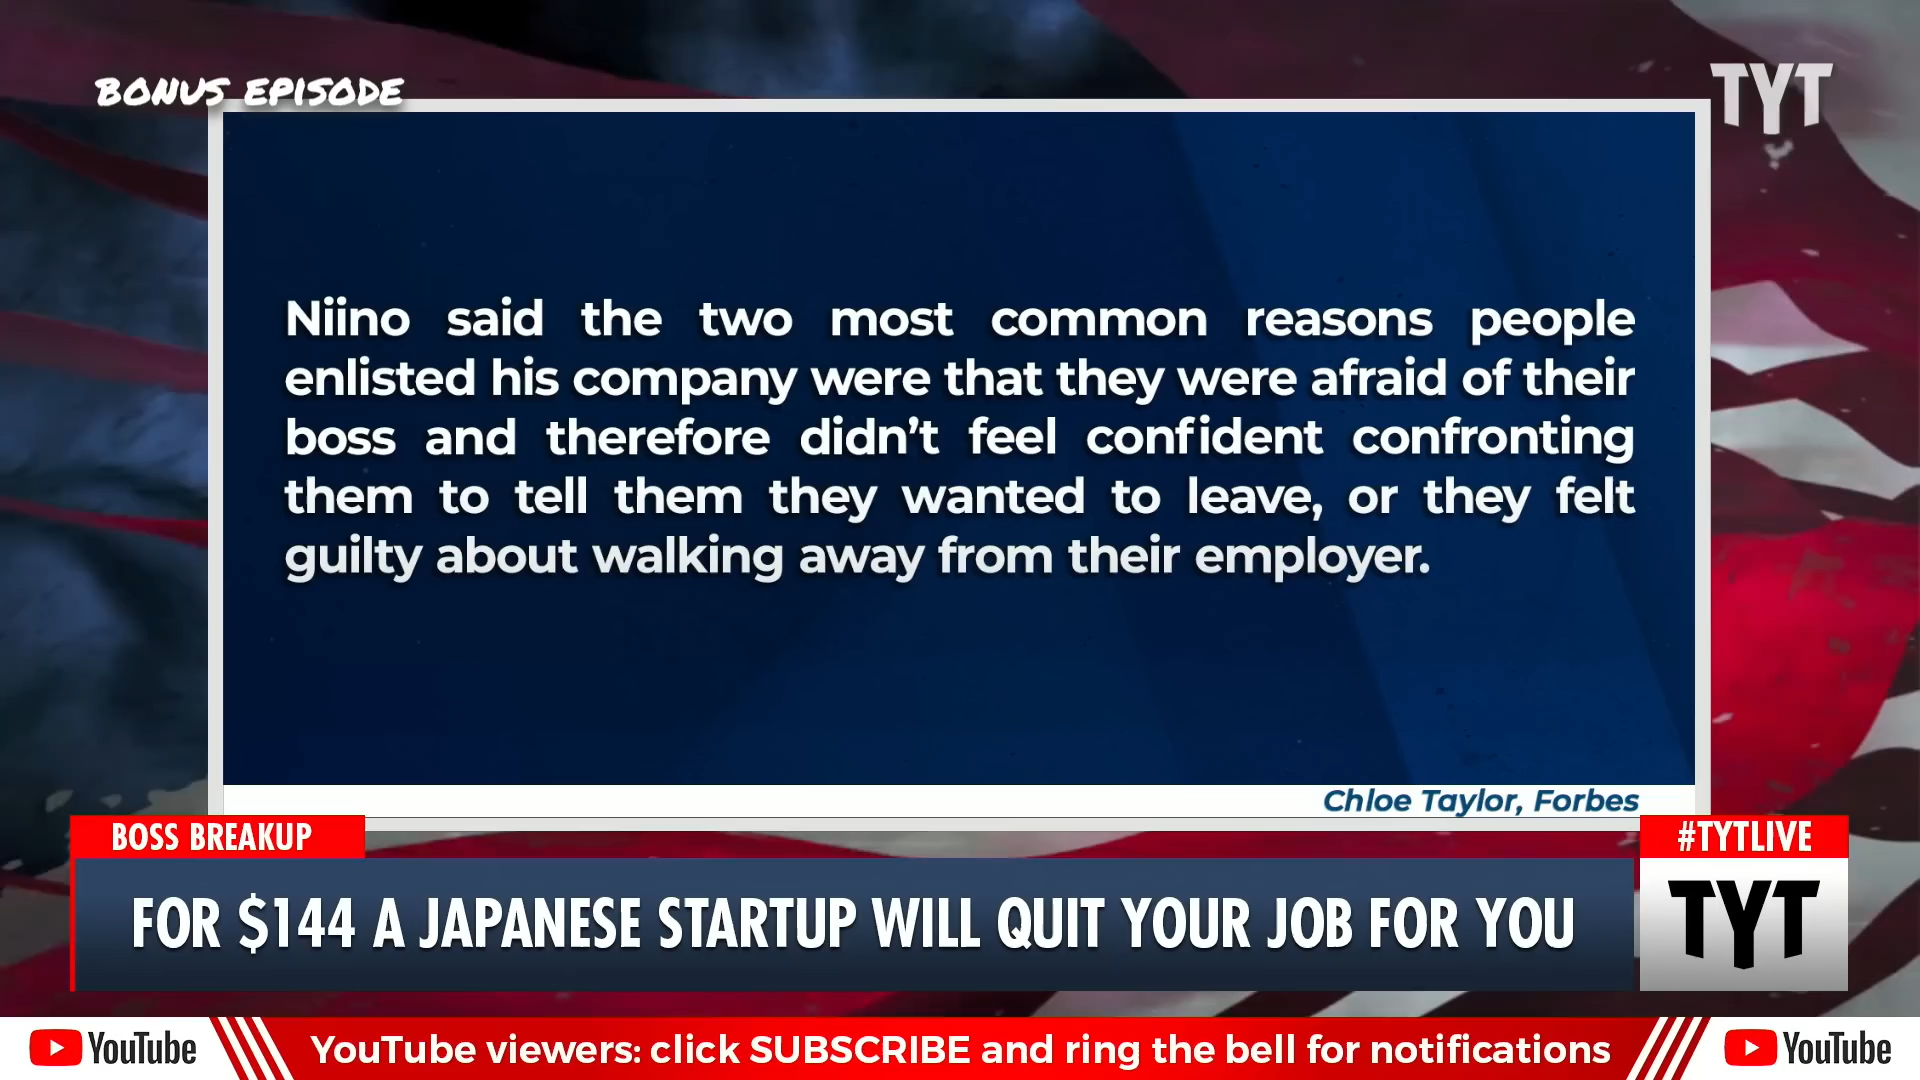 BONUS EPISODE
TYT
Niino said the two most common reasons people
enlisted his company were that they were afraid of their
boss and therefore didn't feel confident confronting
them to tell them they wanted to leave, or they felt
guilty about walking away from their employer.
Chloe Taylor, Forbes
BOSS BREAKUP
#TYTLIVE
FOR $144 A JAPANESE STARTUP WILL QUIT YOUR JOB FOR YOU
TYT
YouTube
YouTube viewers: click SUBSCRIBE and ring the bell for notifications
YouTube